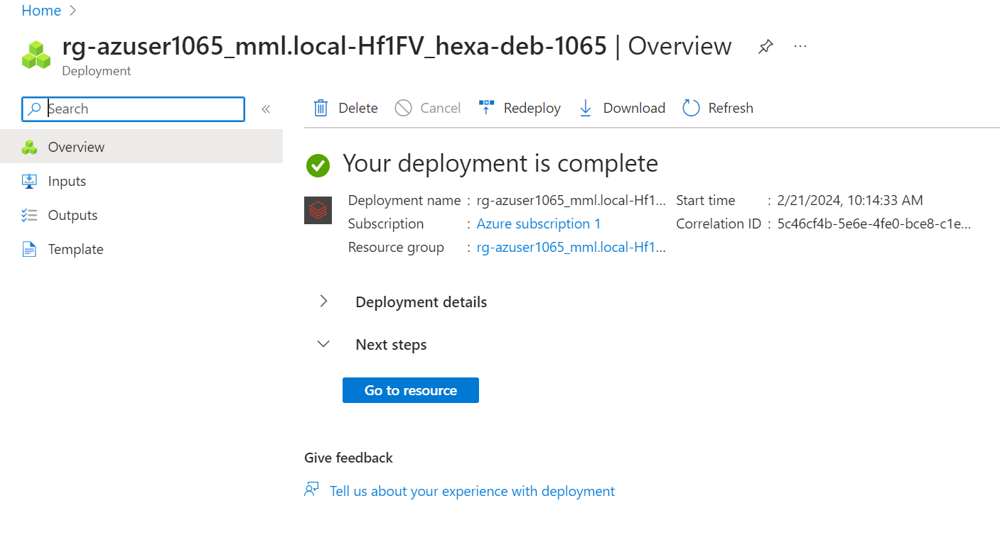 Home
rg-azuser1065_mml.local-Hf1FV_hexa-deb-1065 | Overview
Deployment
Search
Delete
Cancel
Redeploy
Download
Refresh
Overview
Inputs
Outputs
Template
Your deployment is complete
Deployment name : rg-azuser1065_mml.local-Hf1...
Subscription : Azure subscription 1
Resource group : rg-azuser1065_mml.local-Hf1...
Start time : 2/21/2024, 10:14:33 AM
Correlation ID : 5c46cf4b-5e6e-4fe0-bce8-c1e...
Deployment details
Next steps
Go to resource
Give feedback
Tell us about your experience with deployment